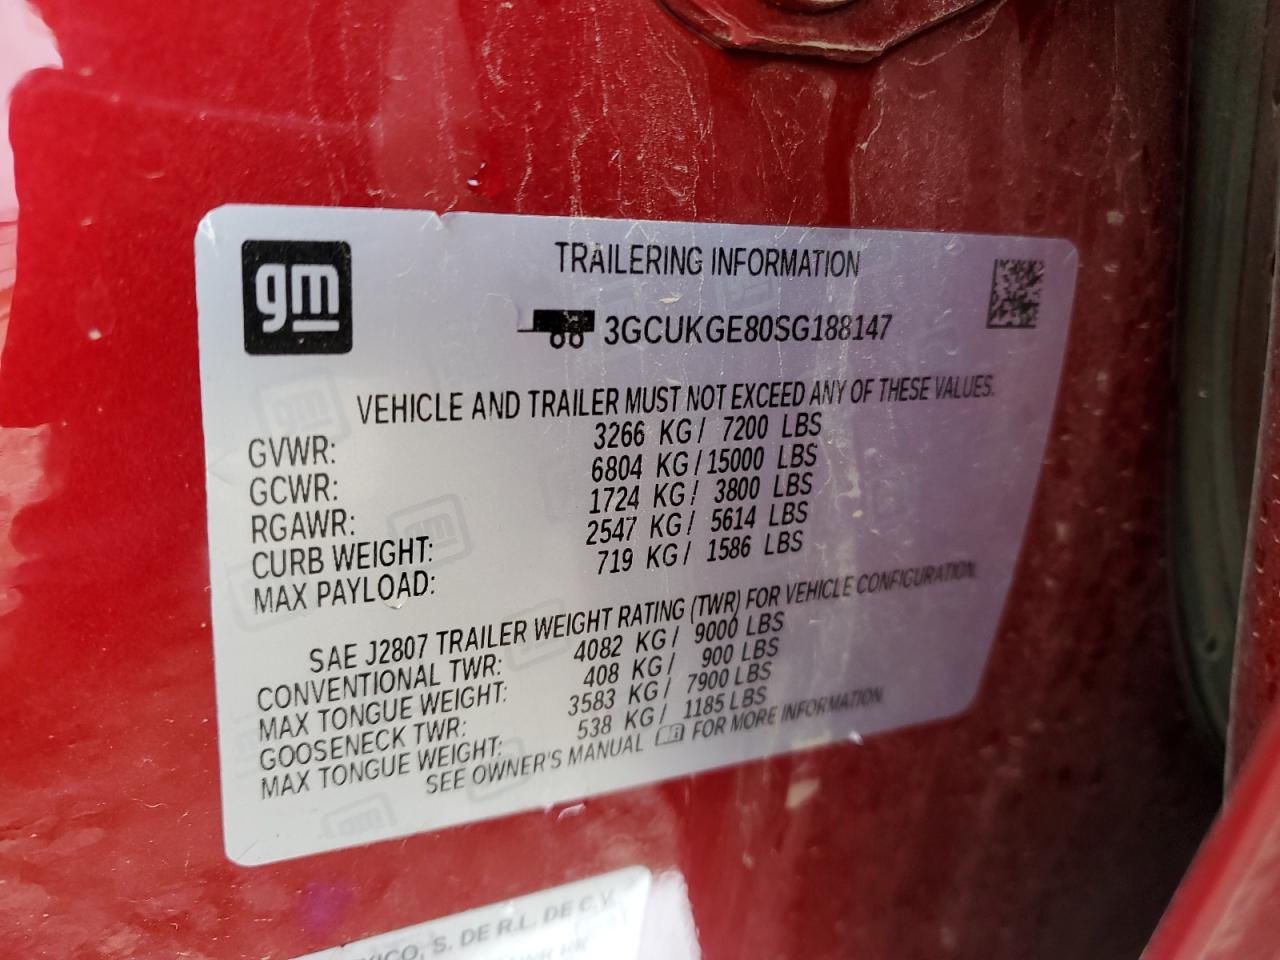 gm
TRAILERING INFORMATION
3GCUKGE80SG188147
VEHICLE AND TRAILER MUST NOT EXCEED ANY OF THESE VALUES.
GVWR: 3266 KG/ 7200 LBS
GCWR: 6804 KG/15000 LBS
RGAWR: 1724 KG/ 3800 LBS
CURB WEIGHT: 2547 KG/ 5614 LBS
MAX PAYLOAD: 719 KG/ 1586 LBS
SAE J2807 TRAILER WEIGHT RATING (TWR) FOR VEHICLE CONFIGURATION.
CONVENTIONAL TWR: 4082 KG/ 9000 LBS
MAX TONGUE WEIGHT: 408 KG/ 900 LBS
GOOSENECK TWR: 3583 KG/ 7900 LBS
MAX TONGUE WEIGHT: 538 KG/ 1185 LBS
SEE OWNER'S MANUAL FOR MORE INFORMATION
S. DE R.L. DE C.V.